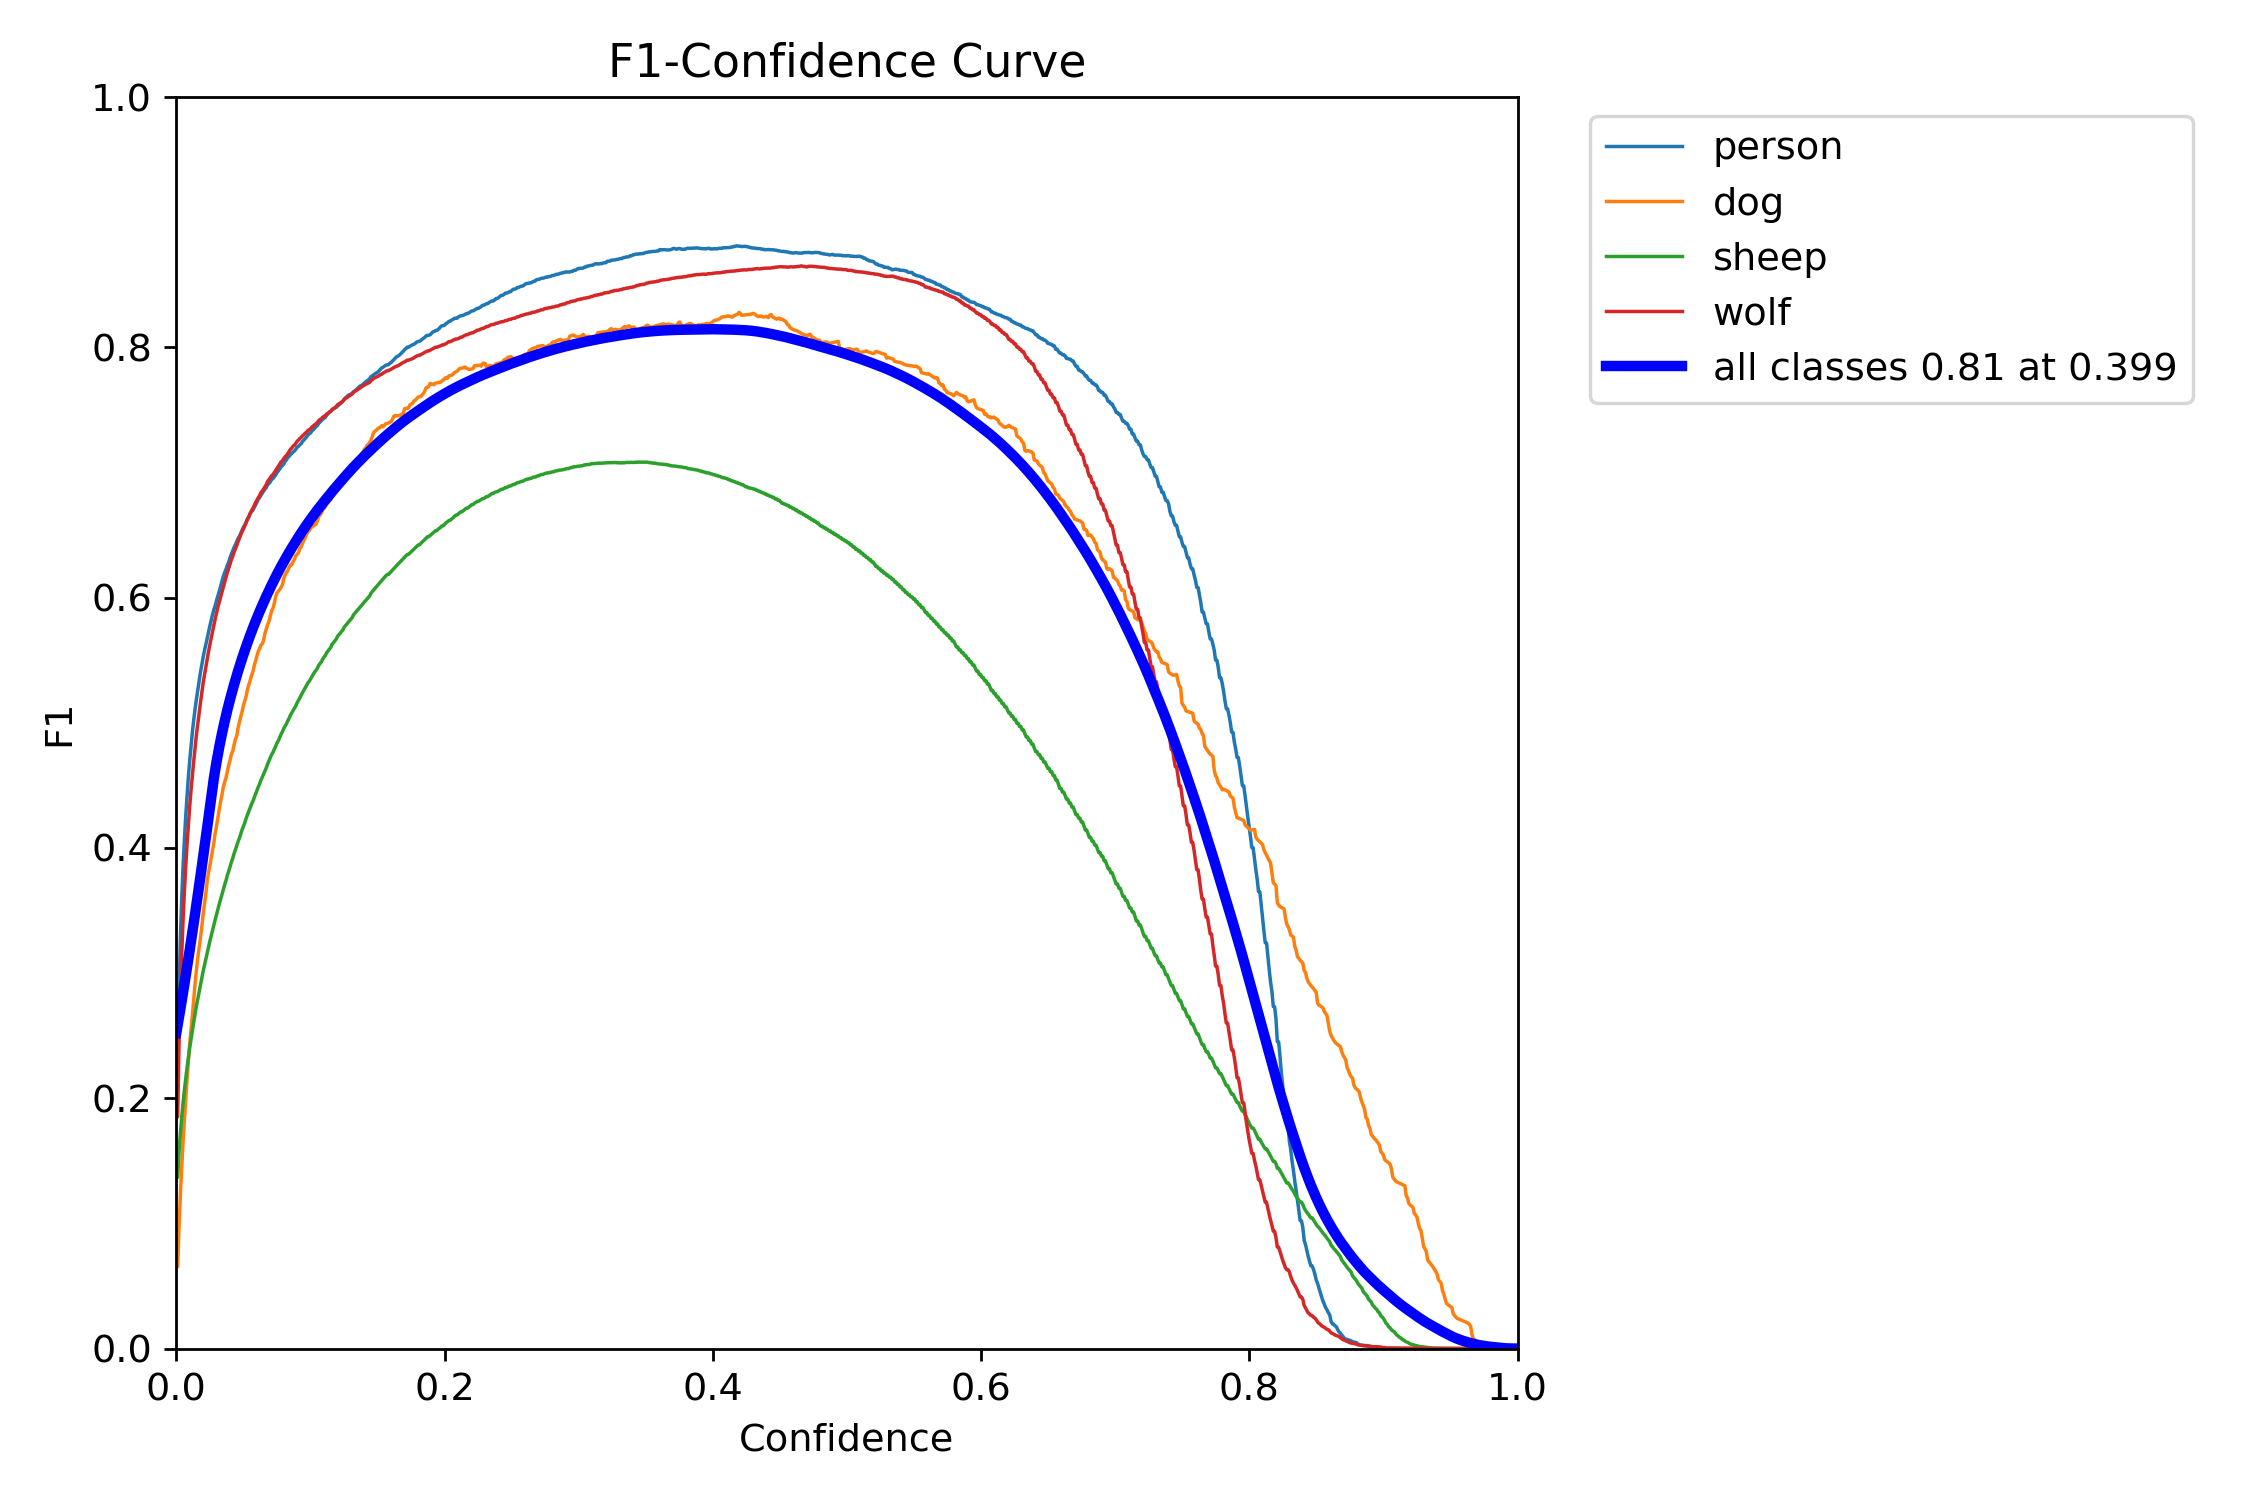 F1-Confidence Curve
1.0
0.8
0.6
0.4
0.2
0.0
F1
0.0 0.2 0.4 0.6 0.8 1.0
Confidence
person
dog
sheep
wolf
all classes 0.81 at 0.399